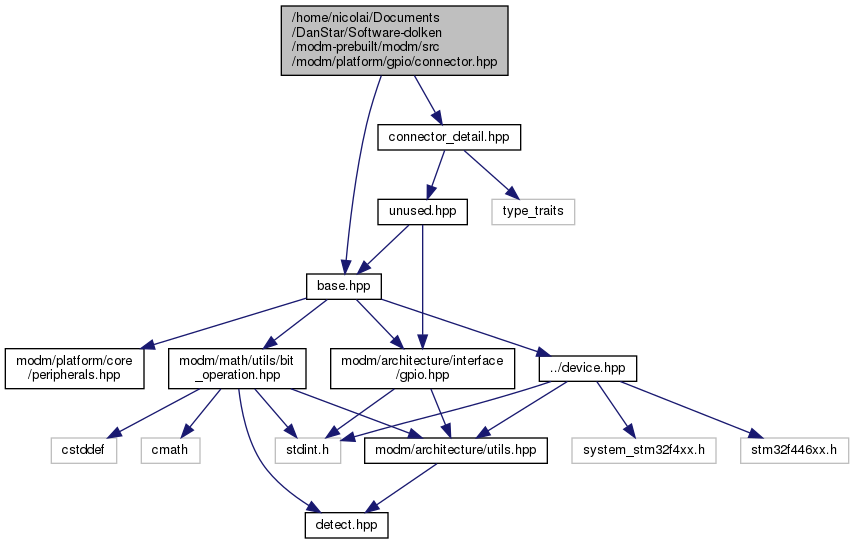 /home/nicolai/Documents
/DanStar/Software-dolken
/modm-prebuilt/modm/src
/modm/platform/gpio/connector.hpp
connector_detail.hpp
unused.hpp
type_traits
base.hpp
modm/platform/core
/peripherals.hpp
modm/math/utils/bit
_operation.hpp
modm/architecture/interface
/gpio.hpp
../device.hpp
cstddef
cmath
stdint.h
modm/architecture/utils.hpp
system_stm32f4xx.h
stm32f446xx.h
detect.hpp